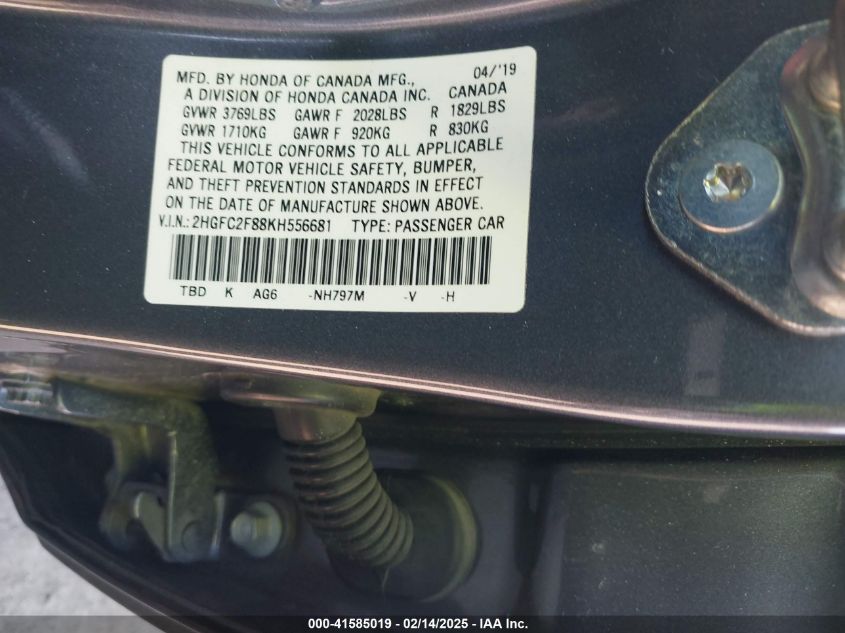 MFD. BY HONDA OF CANADA MFG., 04/'19
A DIVISION OF HONDA CANADA INC. CANADA
GVWR 3769LBS GAWR F 2028LBS R 1829LBS
GVWR 1710KG GAWR F 920KG R 830KG
THIS VEHICLE CONFORMS TO ALL APPLICABLE
FEDERAL MOTOR VEHICLE SAFETY, BUMPER,
AND THEFT PREVENTION STANDARDS IN EFFECT
ON THE DATE OF MANUFACTURE SHOWN ABOVE.
V.I.N.: 2HGFC2F88KH556681 TYPE: PASSENGER CAR
TBD K AG6 -NH797M -V -H
000-41585019 - 02/14/2025 - IAA Inc.